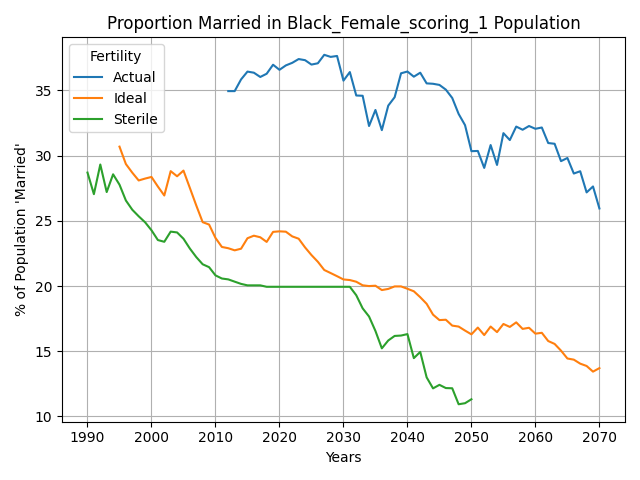 Proportion Married in Black_Female_scoring_1 Population
Fertility
Actual
Ideal
Sterile
% of Population 'Married'
35
30
25
20
15
10
1990 2000 2010 2020 2030 2040 2050 2060 2070
Years